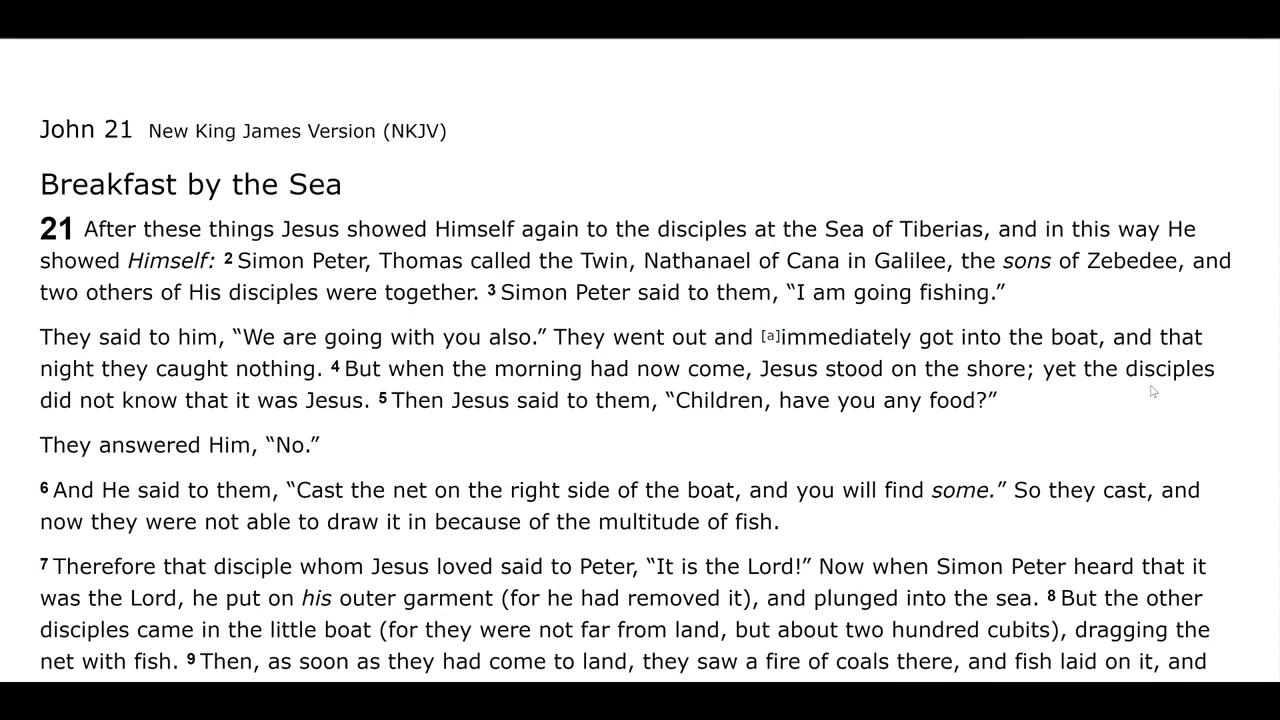 John 21 New King James Version (NKJV)
Breakfast by the Sea
21 After these things Jesus showed Himself again to the disciples at the Sea of Tiberias, and in this way He
showed Himself: 2 Simon Peter, Thomas called the Twin, Nathanael of Cana in Galilee, the sons of Zebedee, and
two others of His disciples were together. 3 Simon Peter said to them, “I am going fishing.”
They said to him, “We are going with you also.” They went out and [a]immediately got into the boat, and that
night they caught nothing. 4 But when the morning had now come, Jesus stood on the shore; yet the disciples
did not know that it was Jesus. 5 Then Jesus said to them, “Children, have you any food?”
They answered Him, “No.”
6 And He said to them, “Cast the net on the right side of the boat, and you will find some.” So they cast, and
now they were not able to draw it in because of the multitude of fish.
7 Therefore that disciple whom Jesus loved said to Peter, “It is the Lord!” Now when Simon Peter heard that it
was the Lord, he put on his outer garment (for he had removed it), and plunged into the sea. 8 But the other
disciples came in the little boat (for they were not far from land, but about two hundred cubits), dragging the
net with fish. 9 Then, as soon as they had come to land, they saw a fire of coals there, and fish laid on it, and